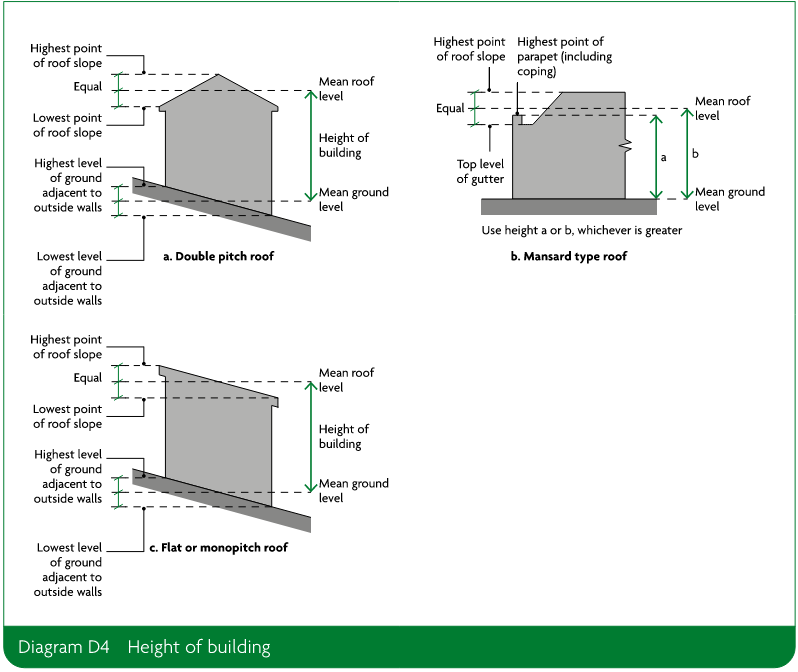 Highest point
of roof slope
Equal
Lowest point
of roof slope
Highest level
of ground
adjacent to
outside walls
Lowest level
of ground
adjacent to
outside walls
Mean roof
level
Height of
building
Mean ground
level
a. Double pitch roof
Highest point
of roof slope
Highest point of
parapet (including
coping)
Equal
Top level
of gutter
Mean roof
level
a
b
Mean ground
level
Use height a or b, whichever is greater
b. Mansard type roof
Highest point
of roof slope
Equal
Lowest point
of roof slope
Highest level
of ground
adjacent to
outside walls
Lowest level
of ground
adjacent to
outside walls
Mean roof
level
Height of
building
Mean ground
level
c. Flat or monopitch roof
Diagram D4 Height of building